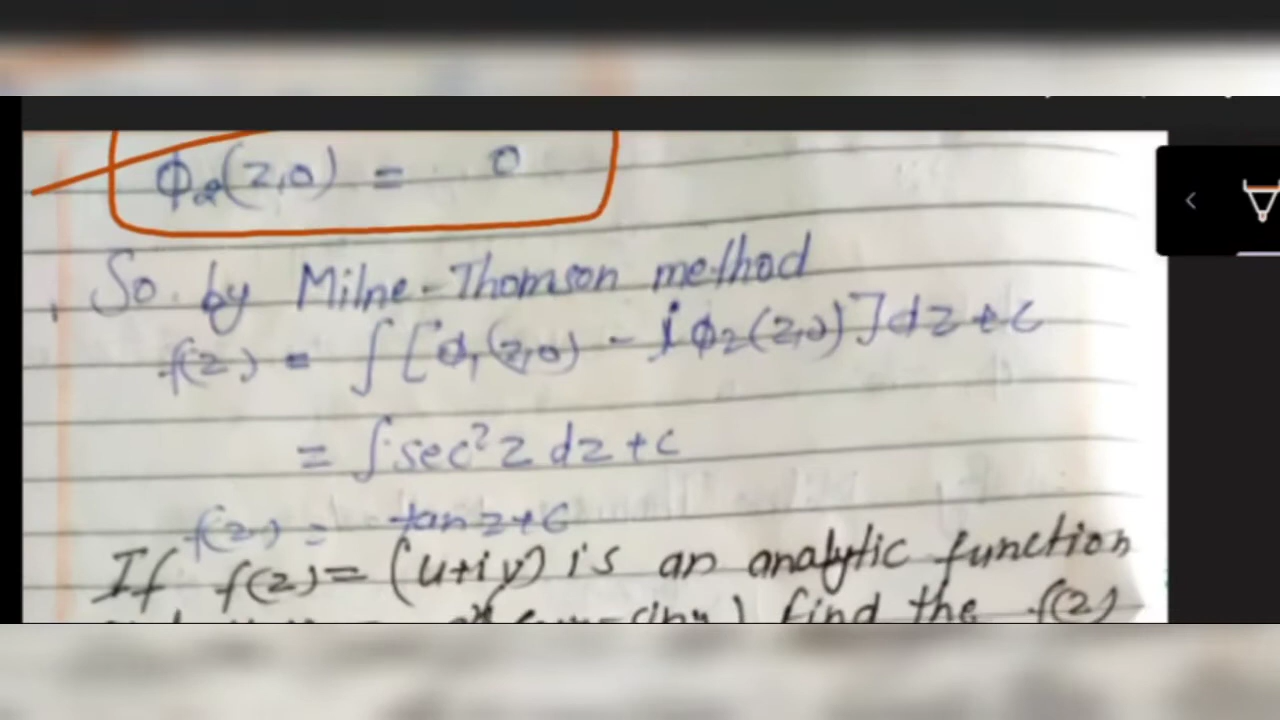 ϕ₂(z,0) = 0
So by Milne-Thomson method
f(z) = ∫[ϕ₁(z,0) - iϕ₂(z,0)]dz + c
= ∫sec²z dz + c
f(z) = tan z + c
If f(z) = (u+iv) is an analytic function
find the f(z)